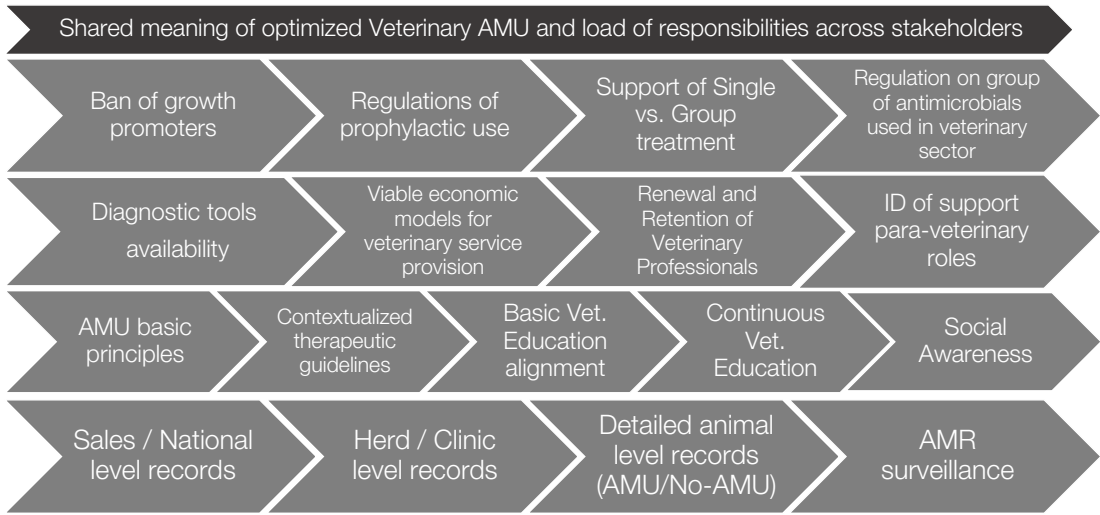 Shared meaning of optimized Veterinary AMU and load of responsibilities across stakeholders
Ban of growth
promoters
Regulations of
prophylactic use
Support of Single
vs. Group
treatment
Regulation on group
of antimicrobials
used in veterinary
sector
Diagnostic tools
availability
Viable economic
models for
veterinary service
provision
Renewal and
Retention of
Veterinary
Professionals
ID of support
para-veterinary
roles
AMU basic
principles
Contextualized
therapeutic
guidelines
Basic Vet.
Education
alignment
Continuous
Vet.
Education
Social
Awareness
Sales / National
level records
Herd / Clinic
level records
Detailed animal
level records
(AMU/No-AMU)
AMR
surveillance